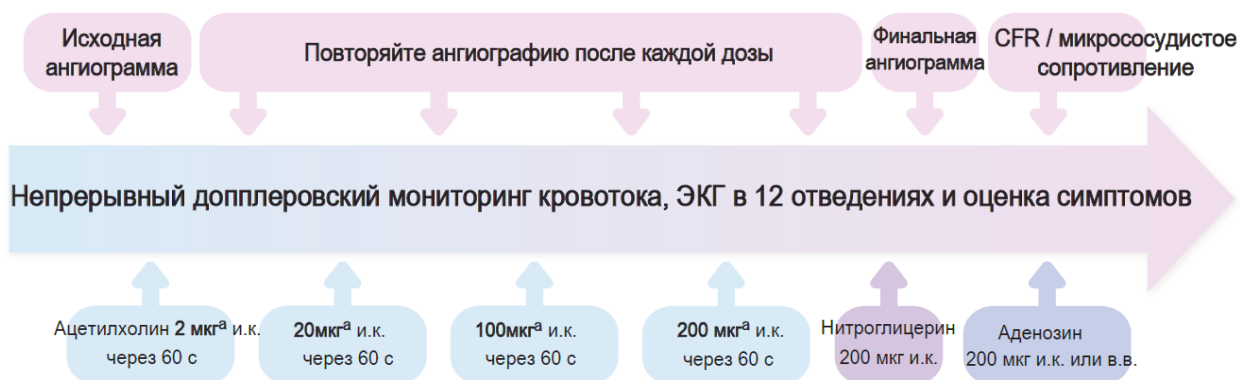 Исходная
ангиограмма
Повторяйте ангиографию после каждой дозы
Финальная
ангиограмма
CFR / микрососудистое
сопротивление
Непрерывный допплеровский мониторинг кровотока, ЭКГ в 12 отведениях и оценка симптомов
Ацетилхолин 2 мкгᵃ и.к.
через 60 с
20мкгᵃ и.к.
через 60 с
100мкгᵃ и.к.
через 60 с
200 мкгᵃ и.к.
через 60 с
Нитроглицерин
200 мкг и.к.
Аденозин
200 мкг и.к. или в.в.